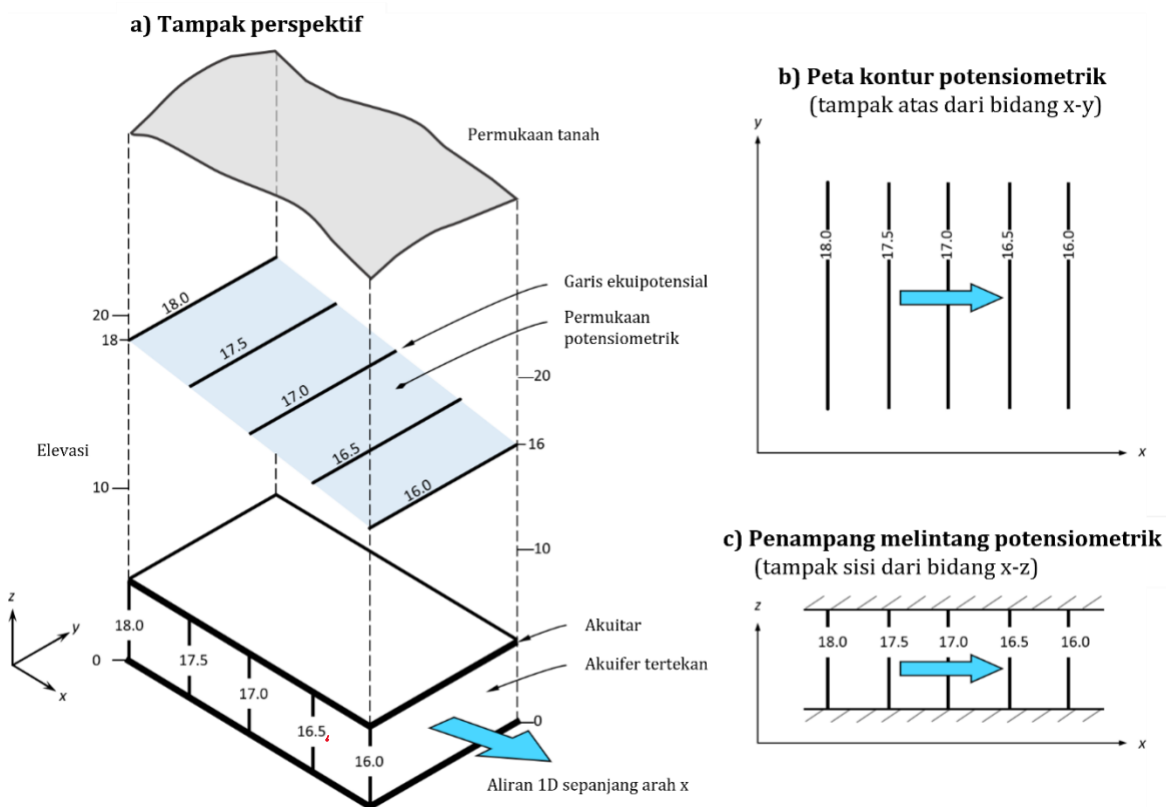 a) Tampak perspektif
Permukaan tanah
Garis ekuipotensial
Permukaan
potensiometrik
18.0
17.5
17.0
16.5
16.0
20
18
Elevasi
10
0
20
16
10
0
z
y
x
18.0
17.5
17.0
16.5
16.0
Akuitar
Akuifer tertekan
Aliran 1D sepanjang arah x
b) Peta kontur potensiometrik
(tampak atas dari bidang x-y)
y
18.0
17.5
17.0
16.5
16.0
x
c) Penampang melintang potensiometrik
(tampak sisi dari bidang x-z)
z
18.0
17.5
17.0
16.5
16.0
x